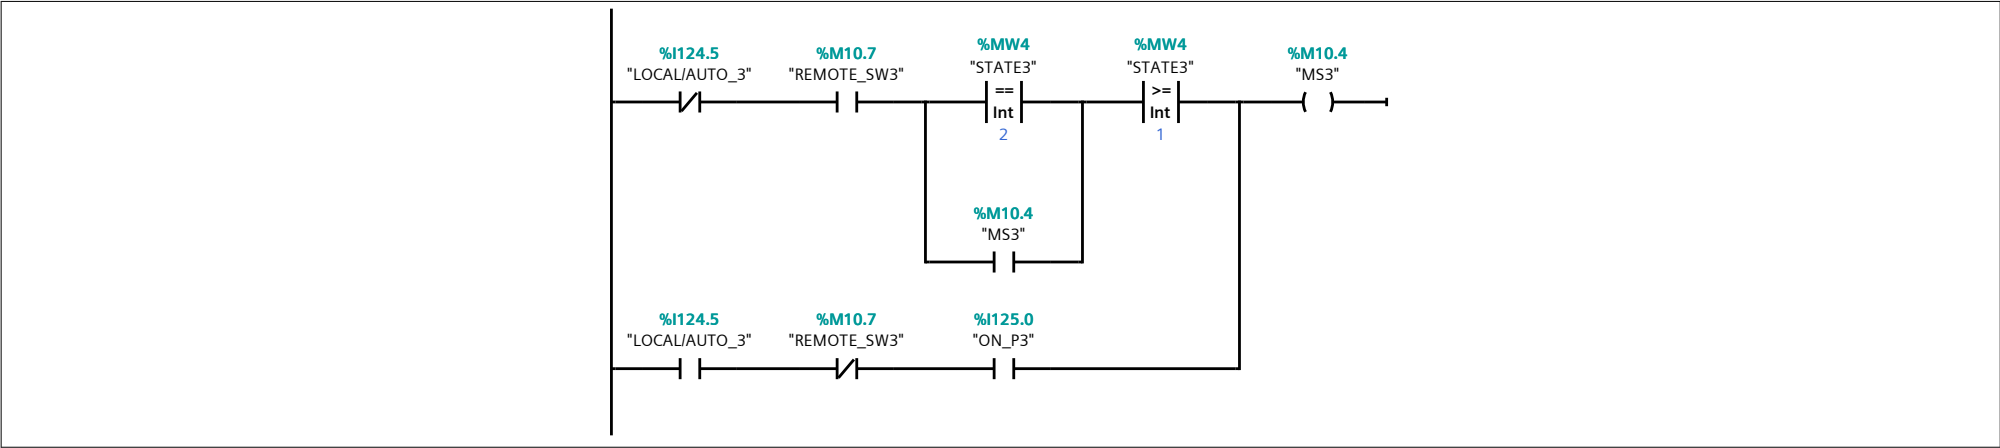 %I124.5
"LOCAL/AUTO_3"
%M10.7
"REMOTE_SW3"
%MW4
"STATE3"
==
Int
2
%MW4
"STATE3"
>=
Int
1
%M10.4
"MS3"
%M10.4
"MS3"
%I124.5
"LOCAL/AUTO_3"
%M10.7
"REMOTE_SW3"
%I125.0
"ON_P3"